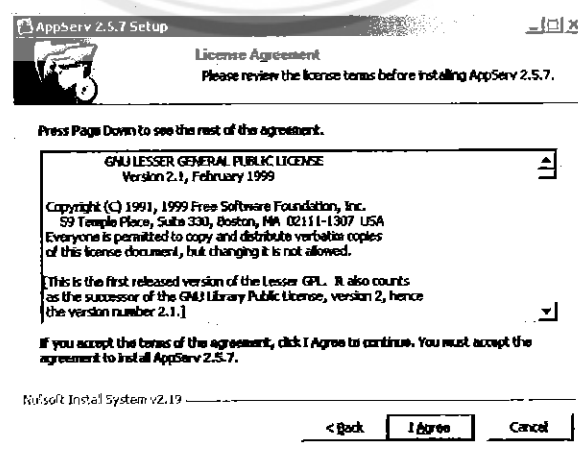 AppServ 2.5.7 Setup
License Agreement
Please review the license terms before installing AppServ 2.5.7.
Press Page Down to see the rest of the agreement.
GNU LESSER GENERAL PUBLIC LICENSE
Version 2.1, February 1999
Copyright (C) 1991, 1999 Free Software Foundation, Inc.
59 Temple Place, Suite 330, Boston, MA 02111-1307 USA
Everyone is permitted to copy and distribute verbatim copies
of this license document, but changing it is not allowed.
[This is the first released version of the Lesser GPL. It also counts
as the successor of the GNU Library Public License, version 2, hence
the version number 2.1.]
If you accept the terms of the agreement, click I Agree to continue. You must accept the
agreement to install AppServ 2.5.7.
Nullsoft Install System v2.19
< Back I Agree Cancel